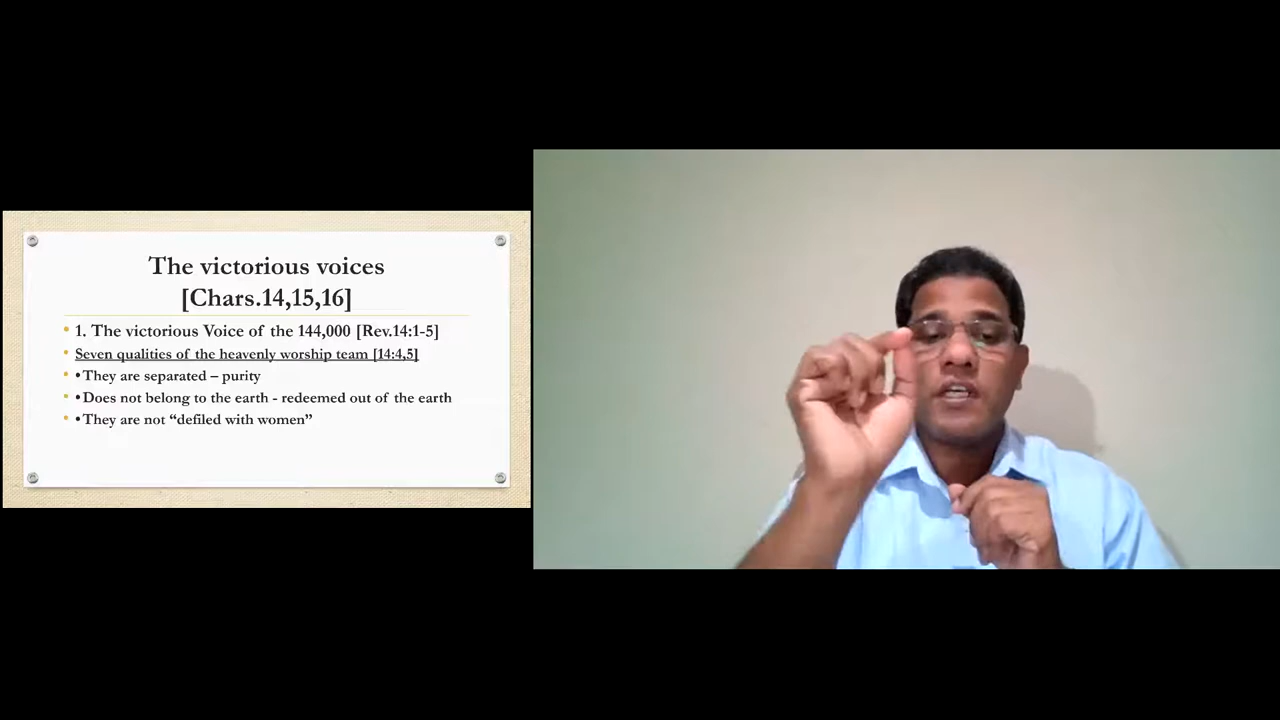 The victorious voices
[Chars.14,15,16]
• 1. The victorious Voice of the 144,000 [Rev.14:1-5]
• Seven qualities of the heavenly worship team [14:4,5]
• • They are separated – purity
• • Does not belong to the earth - redeemed out of the earth
• • They are not “defiled with women”